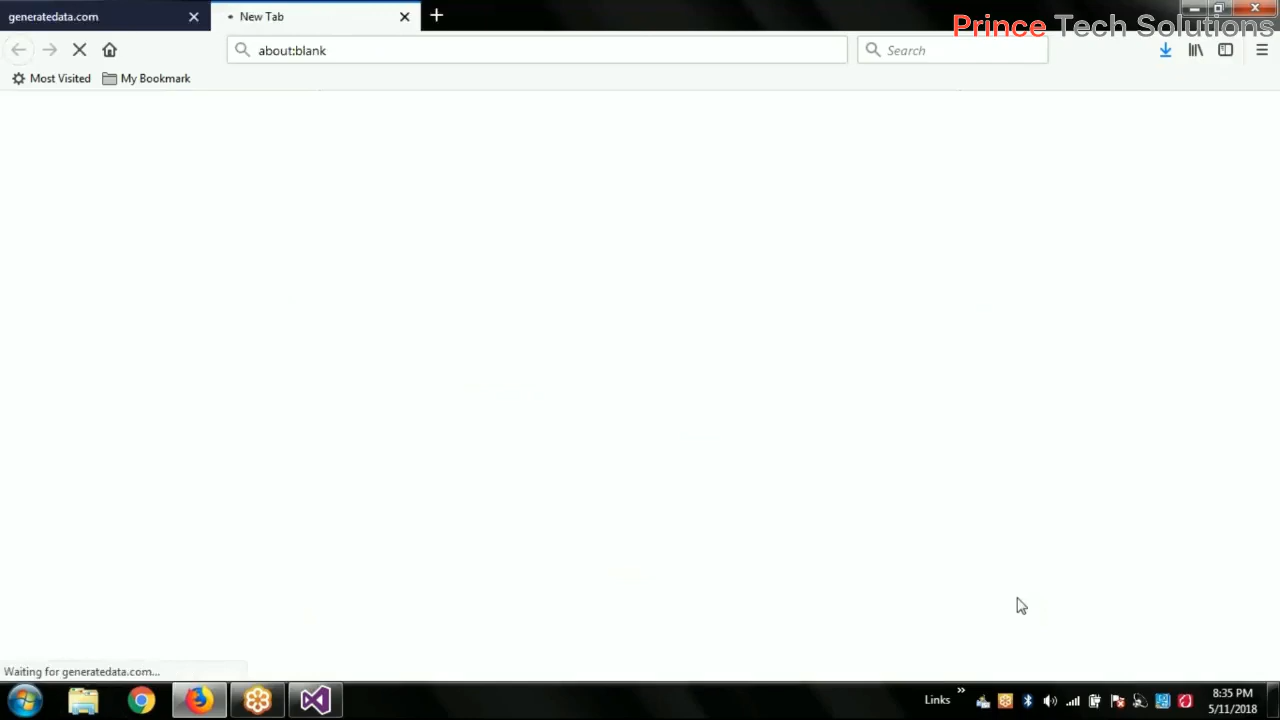 generatedata.com
New Tab
Prince Tech Solutions
about:blank
Search
Most Visited
My Bookmark
Waiting for generatedata.com...
Links
8:35 PM
5/11/2018